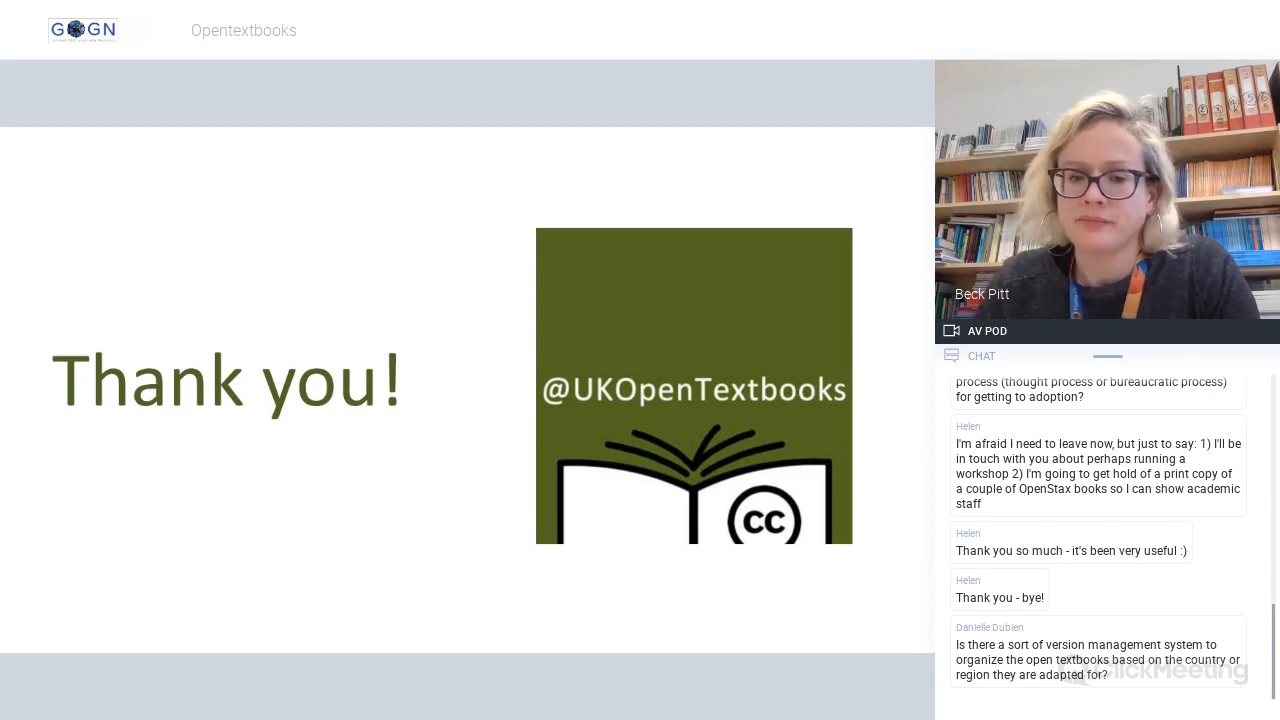 GOGN
Opentextbooks
Thank you!
@UKOpenTextbooks
cc
Beck Pitt
AV POD
CHAT
process (thought process or bureaucratic process)
for getting to adoption?
Helen
I'm afraid I need to leave now, but just to say: 1) I'll be
in touch with you about perhaps running a
workshop 2) I'm going to get hold of a print copy of
a couple of OpenStax books so I can show academic
staff
Helen
Thank you so much - it's been very useful :)
Helen
Thank you - bye!
Danielle Dubien
Is there a sort of version management system to
organize the open textbooks based on the country or
region they are adapted for?
ClickMeeting